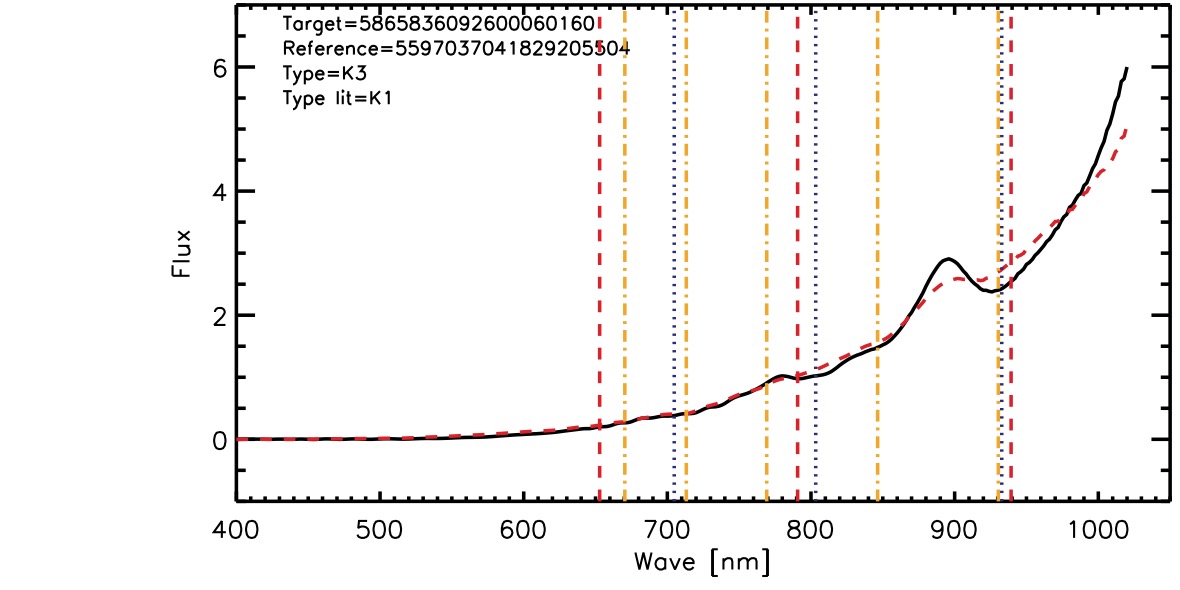 Target=5865836092600060160
Reference=5597037041829205504
Type=K3
Type lit=K1
6
4
2
0
Flux
400 500 600 700 800 900 1000
Wave [nm]